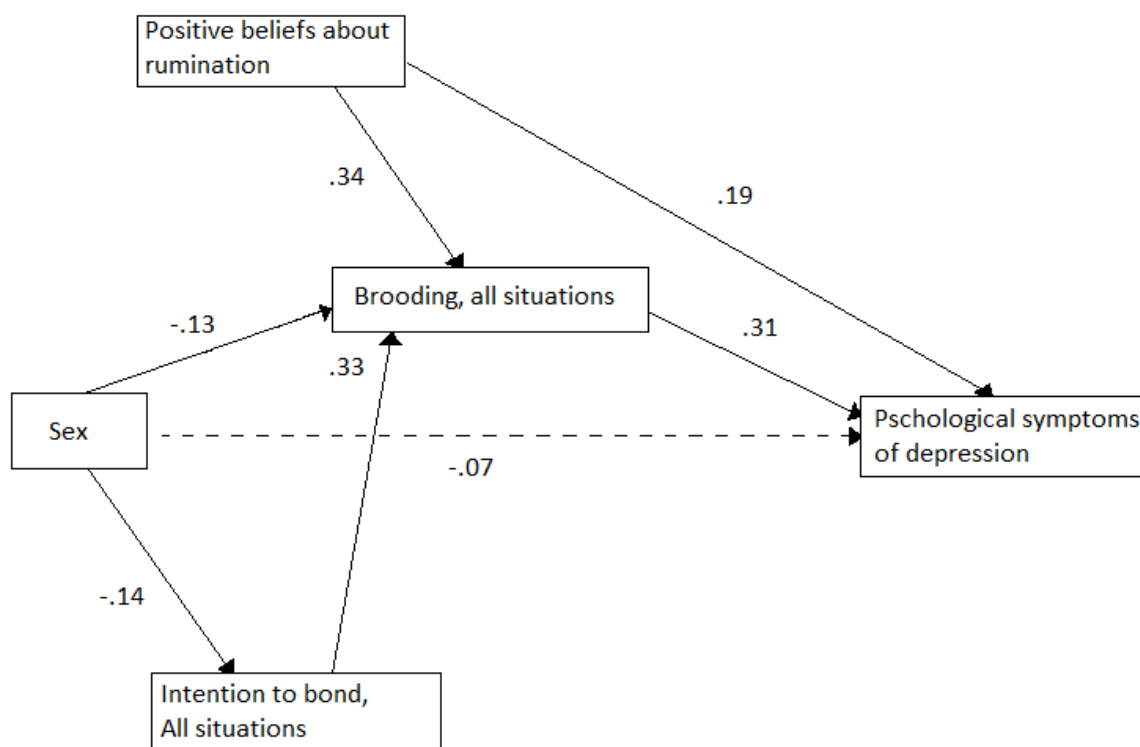 Positive beliefs about
rumination
.34
.19
Brooding, all situations
-.13
.33
.31
Sex
-.07
Pschological symptoms
of depression
-.14
Intention to bond,
All situations